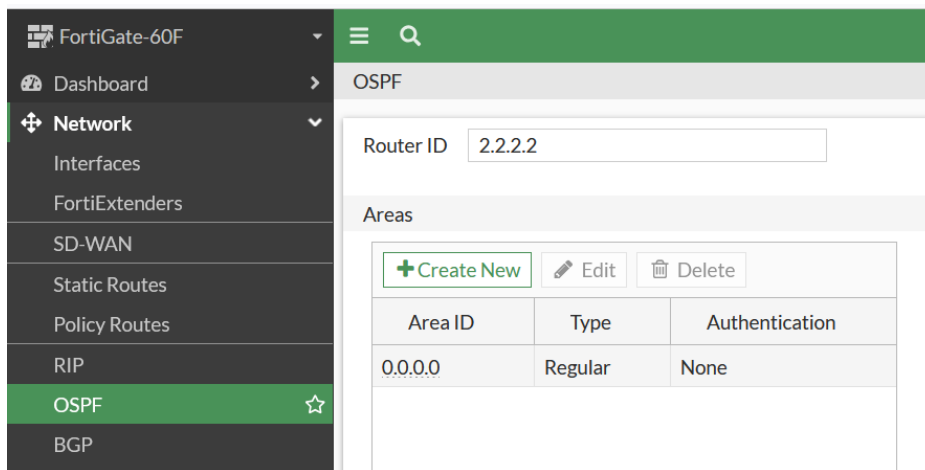 FortiGate-60F
Dashboard
Network
Interfaces
FortiExtenders
SD-WAN
Static Routes
Policy Routes
RIP
OSPF
BGP
OSPF
Router ID 2.2.2.2
Areas
+Create New Edit Delete
Area ID Type Authentication
0.0.0.0 Regular None